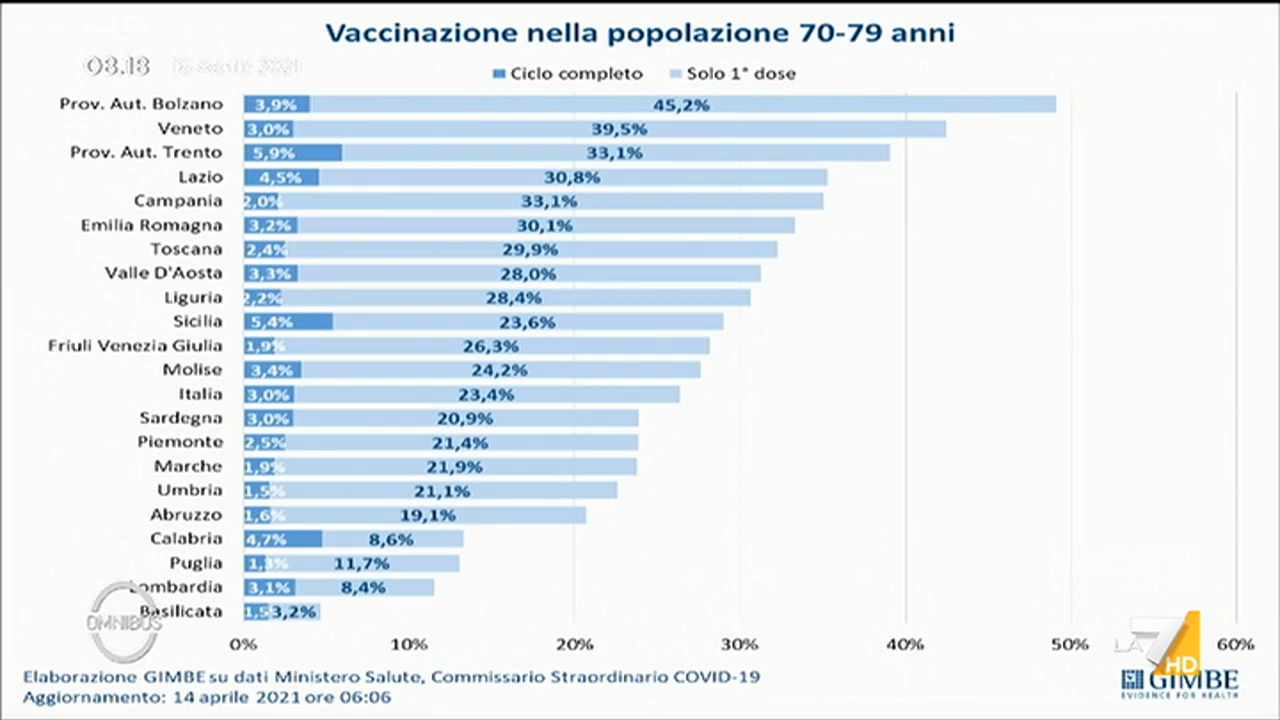 Vaccinazione nella popolazione 70-79 anni
08.18
Ciclo completo Solo 1° dose
Prov. Aut. Bolzano 3,9% 45,2%
Veneto 3,0% 39,5%
Prov. Aut. Trento 5,9% 33,1%
Lazio 4,5% 30,8%
Campania 2,0% 33,1%
Emilia Romagna 3,2% 30,1%
Toscana 2,4% 29,9%
Valle D'Aosta 3,3% 28,0%
Liguria 2,2% 28,4%
Sicilia 5,4% 23,6%
Friuli Venezia Giulia 1,9% 26,3%
Molise 3,4% 24,2%
Italia 3,0% 23,4%
Sardegna 3,0% 20,9%
Piemonte 2,5% 21,4%
Marche 1,9% 21,9%
Umbria 1,5% 21,1%
Abruzzo 1,6% 19,1%
Calabria 4,7% 8,6%
Puglia 1,3% 11,7%
Lombardia 3,1% 8,4%
Basilicata 1,5 3,2%
OMNIBUS
0% 10% 20% 30% 40% 50% 60%
LA 7 HD
Elaborazione GIMBE su dati Ministero Salute, Commissario Straordinario COVID-19
Aggiornamento: 14 aprile 2021 ore 06:06
GIMBE
EVIDENCE FOR HEALTH